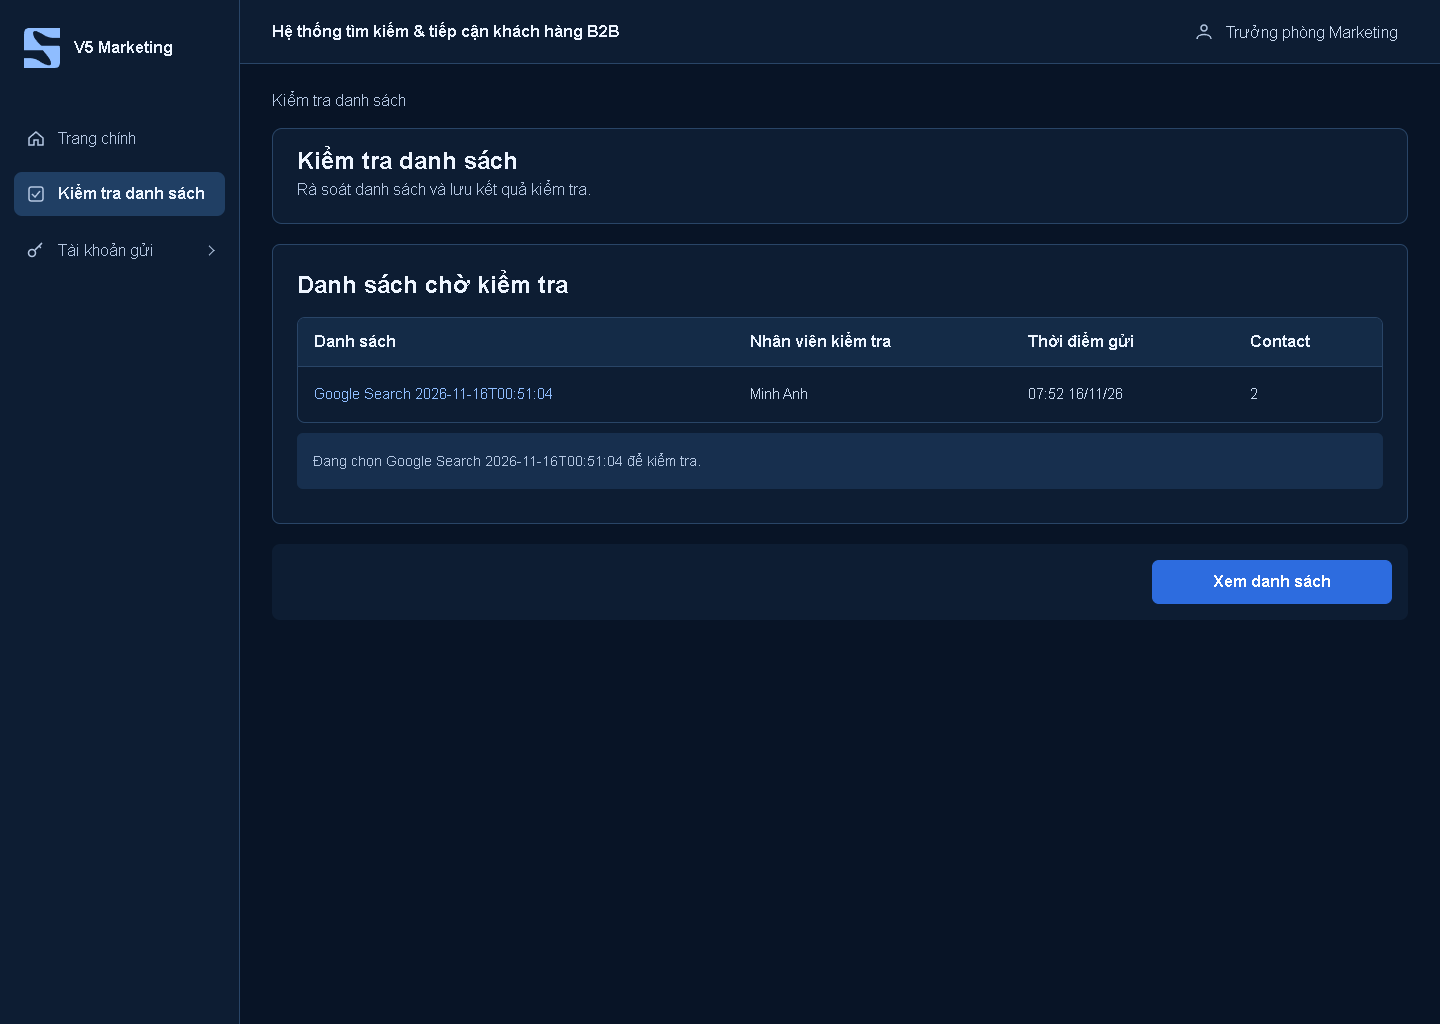 V5 Marketing
Hệ thống tìm kiếm & tiếp cận khách hàng B2B
Trưởng phòng Marketing
Trang chính
Kiểm tra danh sách
Tài khoản gửi
Kiểm tra danh sách
Kiểm tra danh sách
Rà soát danh sách và lưu kết quả kiểm tra.
Danh sách chờ kiểm tra
Danh sách Nhân viên kiểm tra Thời điểm gửi Contact
Google Search 2026-11-16T00:51:04 Minh Anh 07:52 16/11/26 2
Đang chọn Google Search 2026-11-16T00:51:04 để kiểm tra.
Xem danh sách